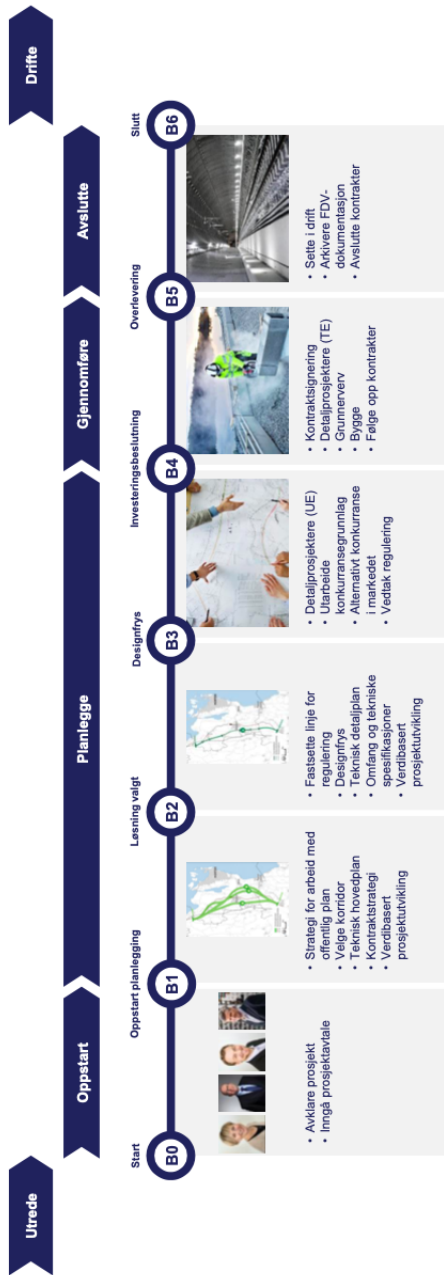 Utrede
Drifte
Oppstart
Planlegge
Gjennomføre
Avslutte
Start
Oppstart planlegging
Løsning valgt
Designfrys
Investeringsbeslutning
Overlevering
Slutt
B0
B1
B2
B3
B4
B5
B6
• Avklare prosjekt
• Inngå prosjektavtale
• Strategi for arbeid med
offentlig plan
• Velge korridor
• Teknisk hovedplan
• Kontraktstrategi
• Verdibasert
prosjektutvikling
• Fastsette linje for
regulering
• Designfrys
• Teknisk detaljplan
• Omfang og tekniske
spesifikasjoner
• Verdibasert
prosjektutvikling
• Detaljprosjektere (UE)
• Utarbeide
konkurransegrunnlag
• Alternativt konkurranse
i markedet
• Vedtak regulering
• Kontraktsignering
• Detaljprosjektere (TE)
• Grunnerverv
• Bygge
• Følge opp kontrakter
• Sette i drift
• Arkivere FDV-
dokumentasjon
• Avslutte kontrakter